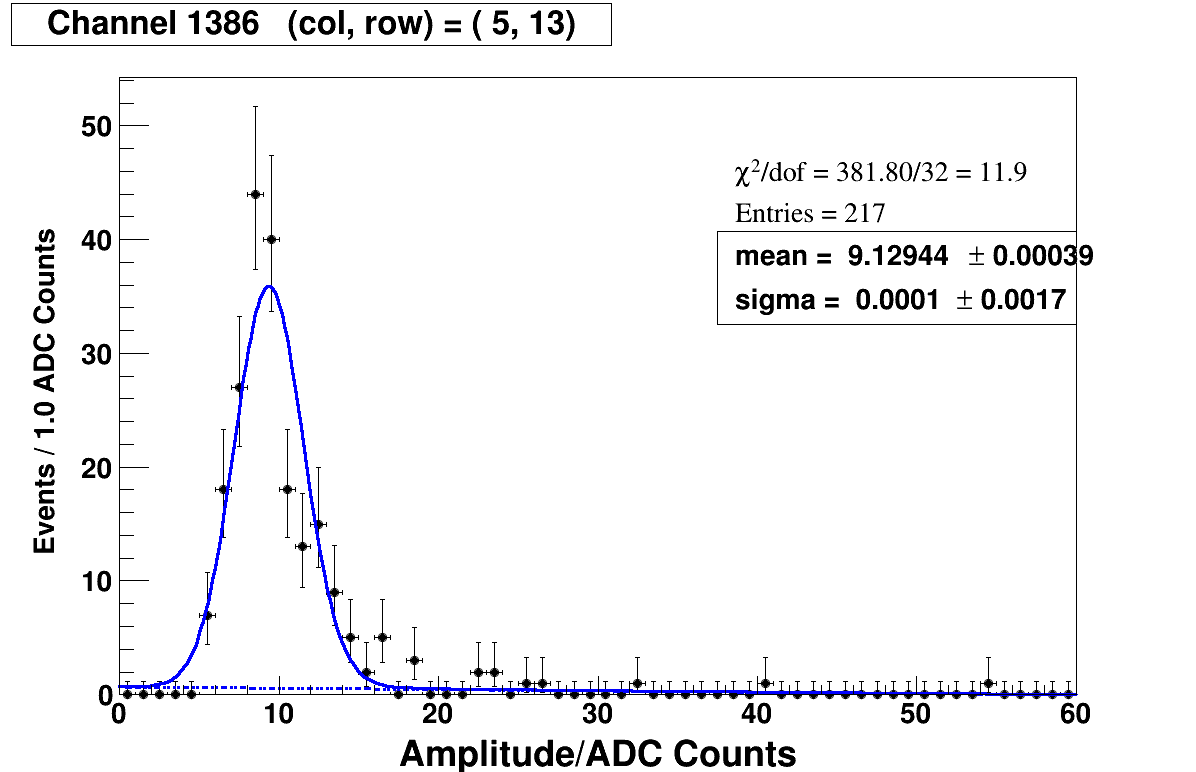 Channel 1386 (col, row) = ( 5, 13)
χ²/dof = 381.80/32 = 11.9
Entries = 217
mean = 9.12944 ± 0.00039
sigma = 0.0001 ± 0.0017
Events / 1.0 ADC Counts
50
40
30
20
10
0
0 10 20 30 40 50 60
Amplitude/ADC Counts